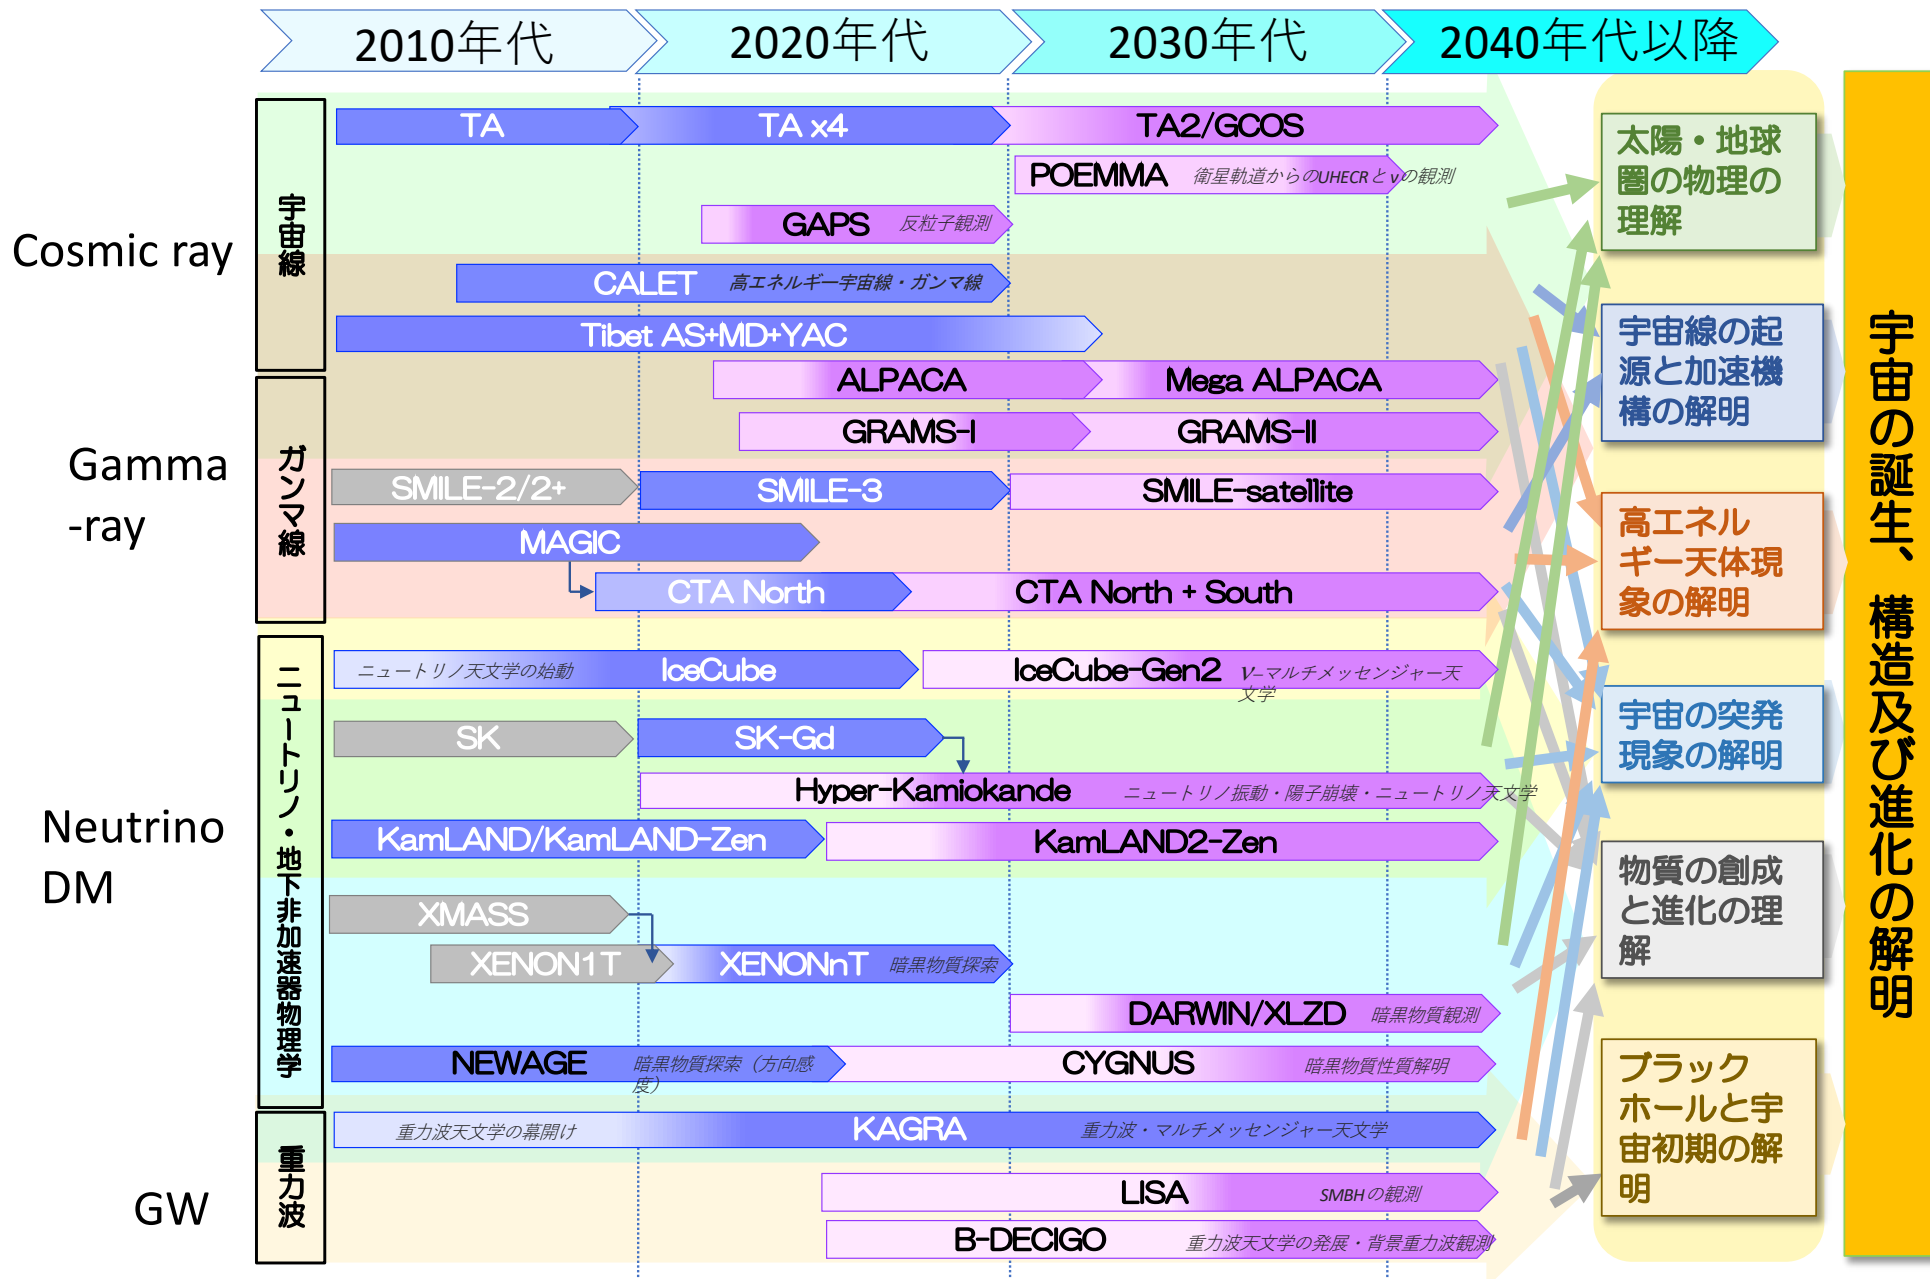 2010年代
2020年代
2030年代
2040年代以降
Cosmic ray
宇宙線
TA
TA x4
TA2/GCOS
POEMMA
衛星軌道からのUHECRとνの観測
GAPS
反粒子観測
CALET
高エネルギー宇宙線・ガンマ線
Tibet AS+MD+YAC
ALPACA
Mega ALPACA
Gamma
-ray
ガンマ線
GRAMS-I
GRAMS-II
SMILE-2/2+
SMILE-3
SMILE-satellite
MAGIC
CTA North
CTA North + South
Neutrino
DM
ニュートリノ・地下非加速器物理学
ニュートリノ天文学の始動
IceCube
IceCube-Gen2
ν-マルチメッセンジャー天
文学
SK
SK-Gd
Hyper-Kamiokande
ニュートリノ振動・陽子崩壊・ニュートリノ天文学
KamLAND/KamLAND-Zen
KamLAND2-Zen
XMASS
XENON1T
XENONnT
暗黒物質探索
DARWIN/XLZD
暗黒物質観測
NEWAGE
暗黒物質探索（方向感
度）
CYGNUS
暗黒物質性質解明
GW
重力波
重力波天文学の幕開け
KAGRA
重力波・マルチメッセンジャー天文学
LISA
SMBHの観測
B-DECIGO
重力波天文学の発展・背景重力波観測
太陽・地球
圏の物理の
理解
宇宙線の起
源と加速機
構の解明
高エネル
ギー天体現
象の解明
宇宙の突発
現象の解明
物質の創成
と進化の理
解
ブラック
ホールと宇
宙初期の解
明
宇宙の誕生、構造及び進化の解明